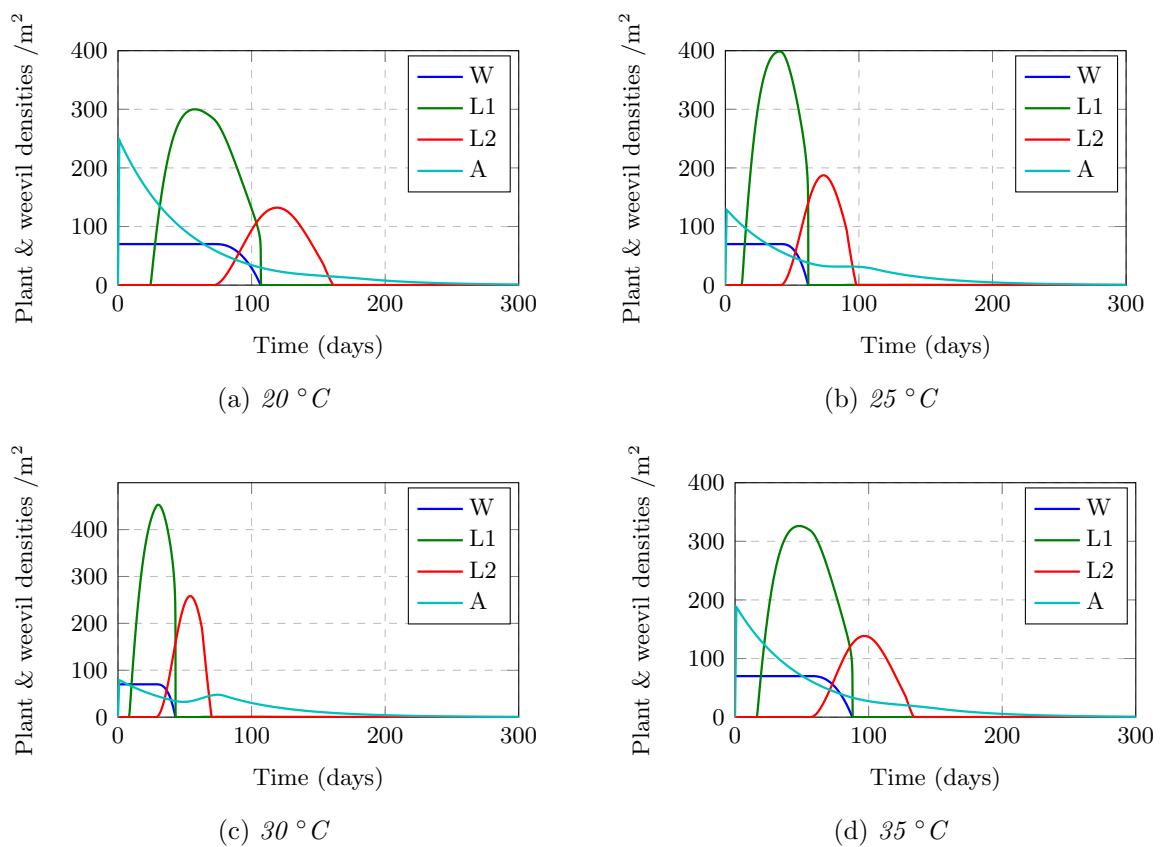 Plant & weevil densities /m²
400
300
200
100
0
0 100 200 300
Time (days)
W
L1
L2
A
(a) 20 °C
Plant & weevil densities /m²
400
300
200
100
0
0 100 200 300
Time (days)
W
L1
L2
A
(b) 25 °C
Plant & weevil densities /m²
400
300
200
100
0
0 100 200 300
Time (days)
W
L1
L2
A
(c) 30 °C
Plant & weevil densities /m²
400
300
200
100
0
0 100 200 300
Time (days)
W
L1
L2
A
(d) 35 °C